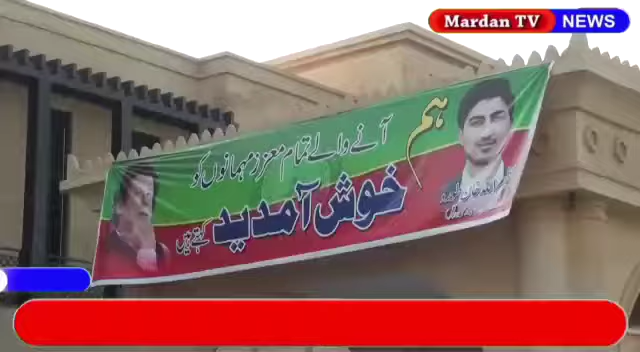 Mardan TV NEWS
ہم
آنے والے تمام معزز مہمانوں کو
خوش آمدید کہتے ہیں